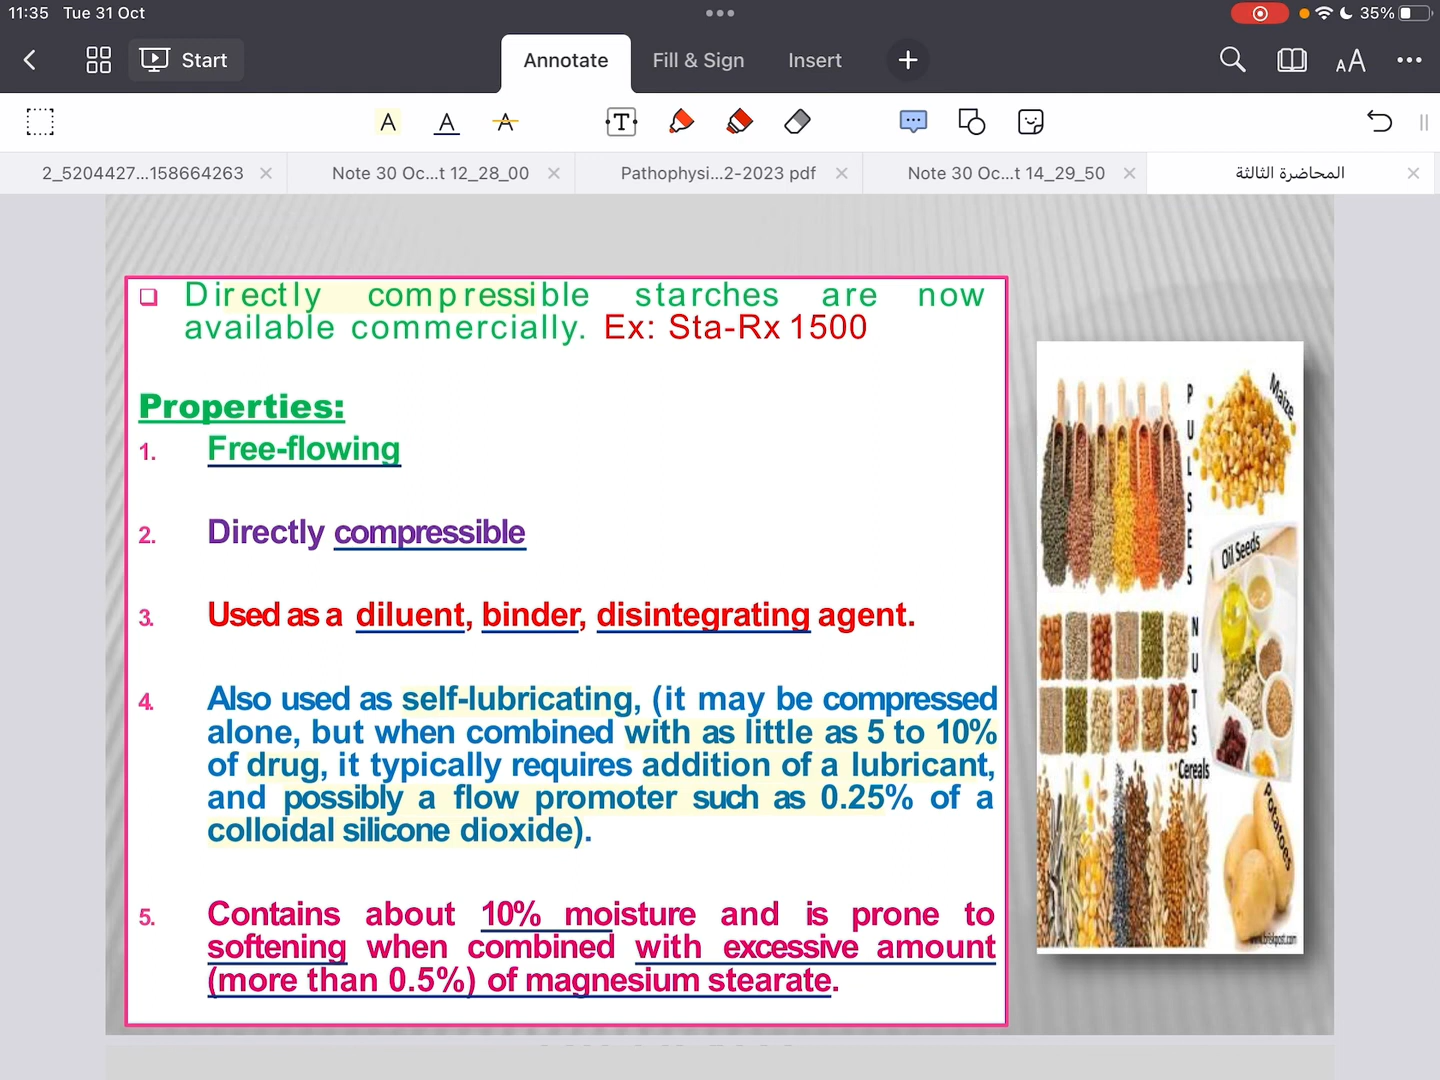 11:35 Tue 31 Oct
35%
Start
Annotate
Fill & Sign
Insert
A A A T AA
2_5204427...158664263
Note 30 Oc...t 12_28_00
Pathophysi...2-2023 pdf
Note 30 Oc...t 14_29_50
المحاضرة الثالثة
Directly compressible starches are now
available commercially. Ex: Sta-Rx 1500
Properties:
1. Free-flowing
2. Directly compressible
3. Used as a diluent, binder, disintegrating agent.
4. Also used as self-lubricating, (it may be compressed
alone, but when combined with as little as 5 to 10%
of drug, it typically requires addition of a lubricant,
and possibly a flow promoter such as 0.25% of a
colloidal silicone dioxide).
5. Contains about 10% moisture and is prone to
softening when combined with excessive amount
(more than 0.5%) of magnesium stearate.
PULSES
Maize
Oil Seeds
NUTS
Cereals
Potatoes